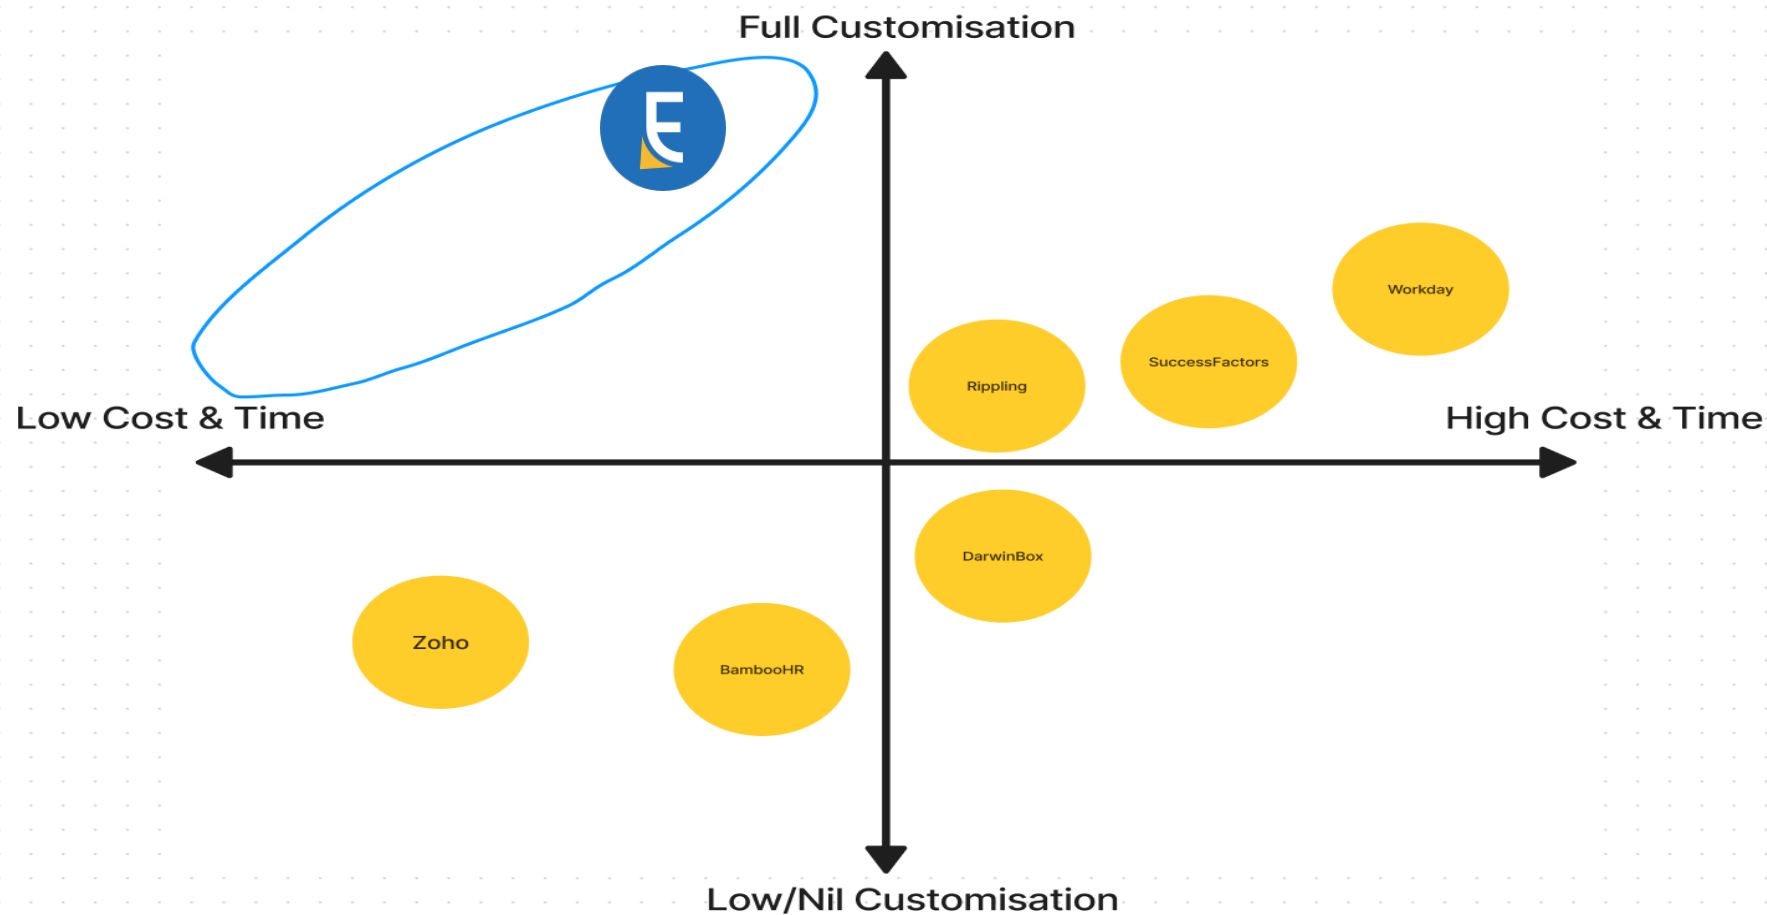 Full Customisation
E
Workday
SuccessFactors
Rippling
Low Cost & Time
High Cost & Time
DarwinBox
Zoho
BambooHR
Low/Nil Customisation